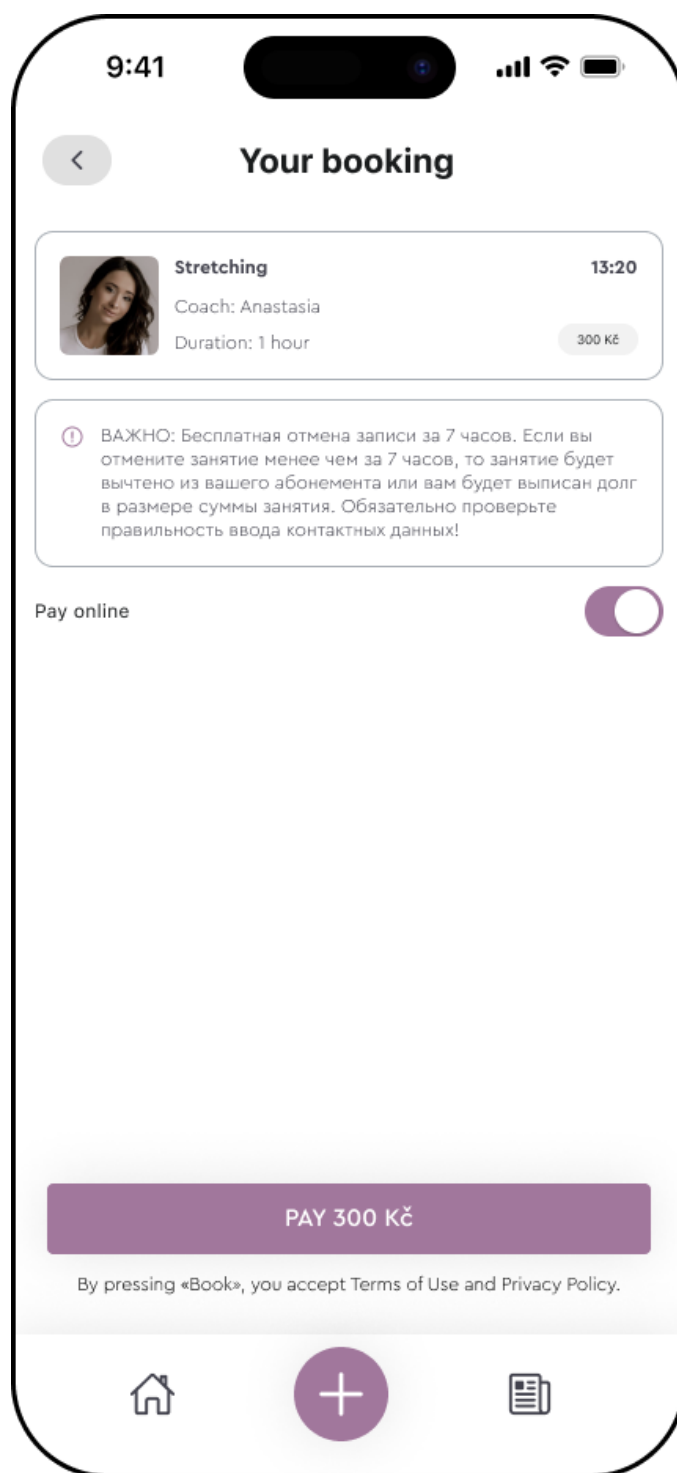 9:41
Your booking
Stretching
13:20
Coach: Anastasia
Duration: 1 hour
300 Kč
ВАЖНО: Бесплатная отмена записи за 7 часов. Если вы
отмените занятие менее чем за 7 часов, то занятие будет
вычтено из вашего абонемента или вам будет выписан долг
в размере суммы занятия. Обязательно проверьте
правильность ввода контактных данных!
Pay online
PAY 300 Kč
By pressing «Book», you accept Terms of Use and Privacy Policy.